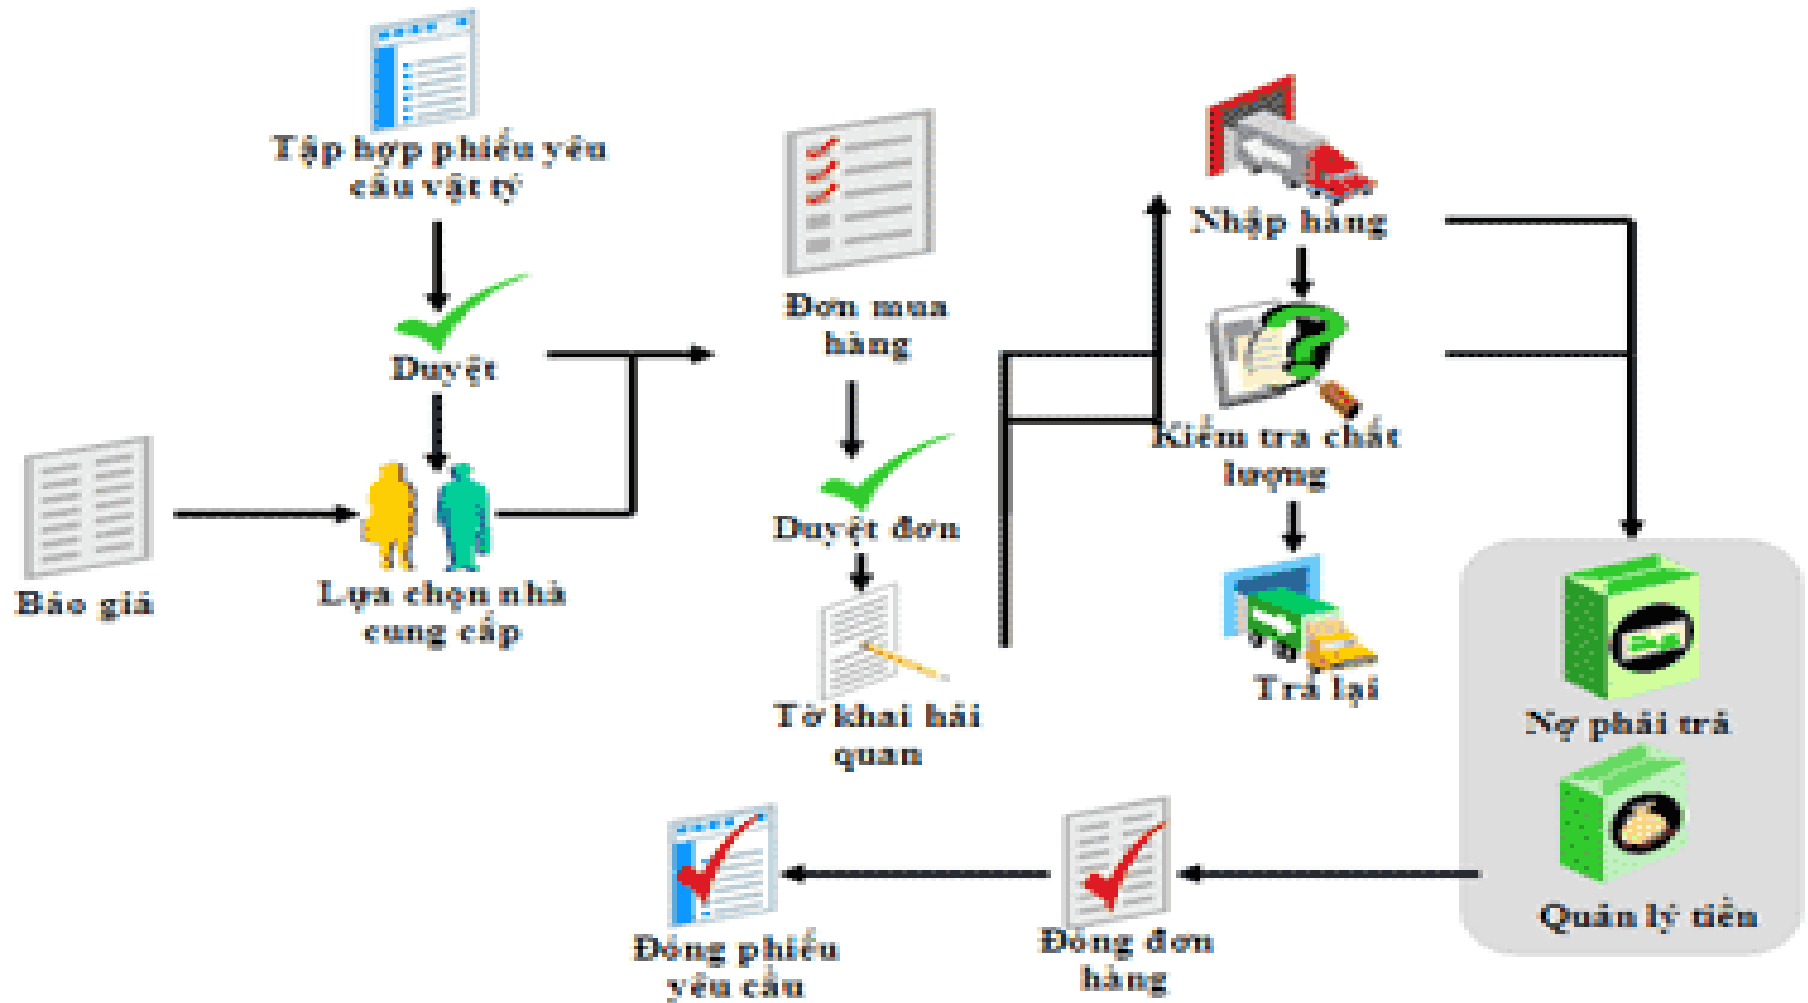 Tập hợp phiếu yêu
cầu vật tý
Duyệt
Báo giá
Lựa chọn nhà
cung cấp
Đơn mua
hàng
Duyệt đơn
Tờ khai hải
quan
Nhập hàng
Kiểm tra chất
lượng
Trả lại
Nợ phải trả
Quản lý tiền
Đóng đơn
hàng
Đóng phiếu
yêu cầu